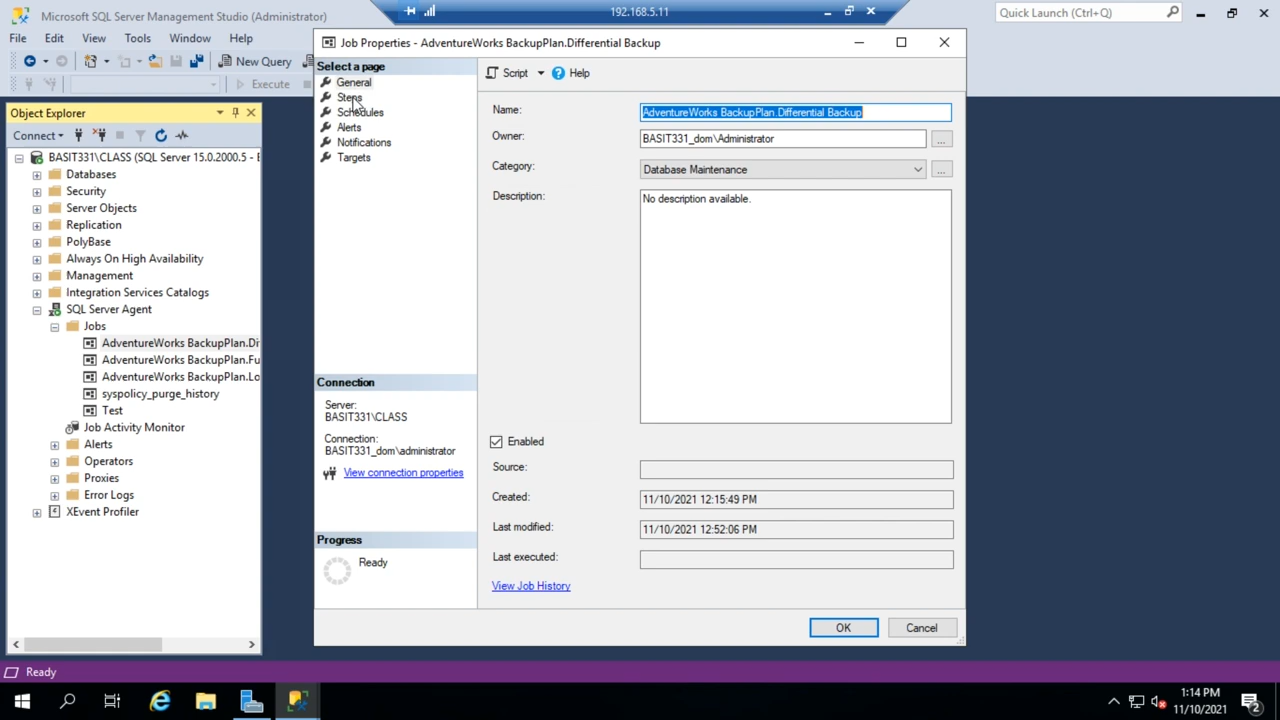 Microsoft SQL Server Management Studio (Administrator)
192.168.5.11
Quick Launch (Ctrl+Q)
File Edit View Tools Window Help
New Query
Execute
Object Explorer
Connect
BASIT331\CLASS (SQL Server 15.0.2000.5 - B
Databases
Security
Server Objects
Replication
PolyBase
Always On High Availability
Management
Integration Services Catalogs
SQL Server Agent
Jobs
AdventureWorks BackupPlan.Di
AdventureWorks BackupPlan.Fu
AdventureWorks BackupPlan.Lo
syspolicy_purge_history
Test
Job Activity Monitor
Alerts
Operators
Proxies
Error Logs
XEvent Profiler
Job Properties - AdventureWorks BackupPlan.Differential Backup
Select a page
General
Steps
Schedules
Alerts
Notifications
Targets
Connection
Server:
BASIT331\CLASS
Connection:
BASIT331_dom\administrator
View connection properties
Progress
Ready
Script Help
Name: AdventureWorks BackupPlan.Differential Backup
Owner: BASIT331_dom\Administrator ...
Category: Database Maintenance ...
Description: No description available.
Enabled
Source:
Created: 11/10/2021 12:15:49 PM
Last modified: 11/10/2021 12:52:06 PM
Last executed:
View Job History
OK Cancel
Ready
1:14 PM
11/10/2021
2